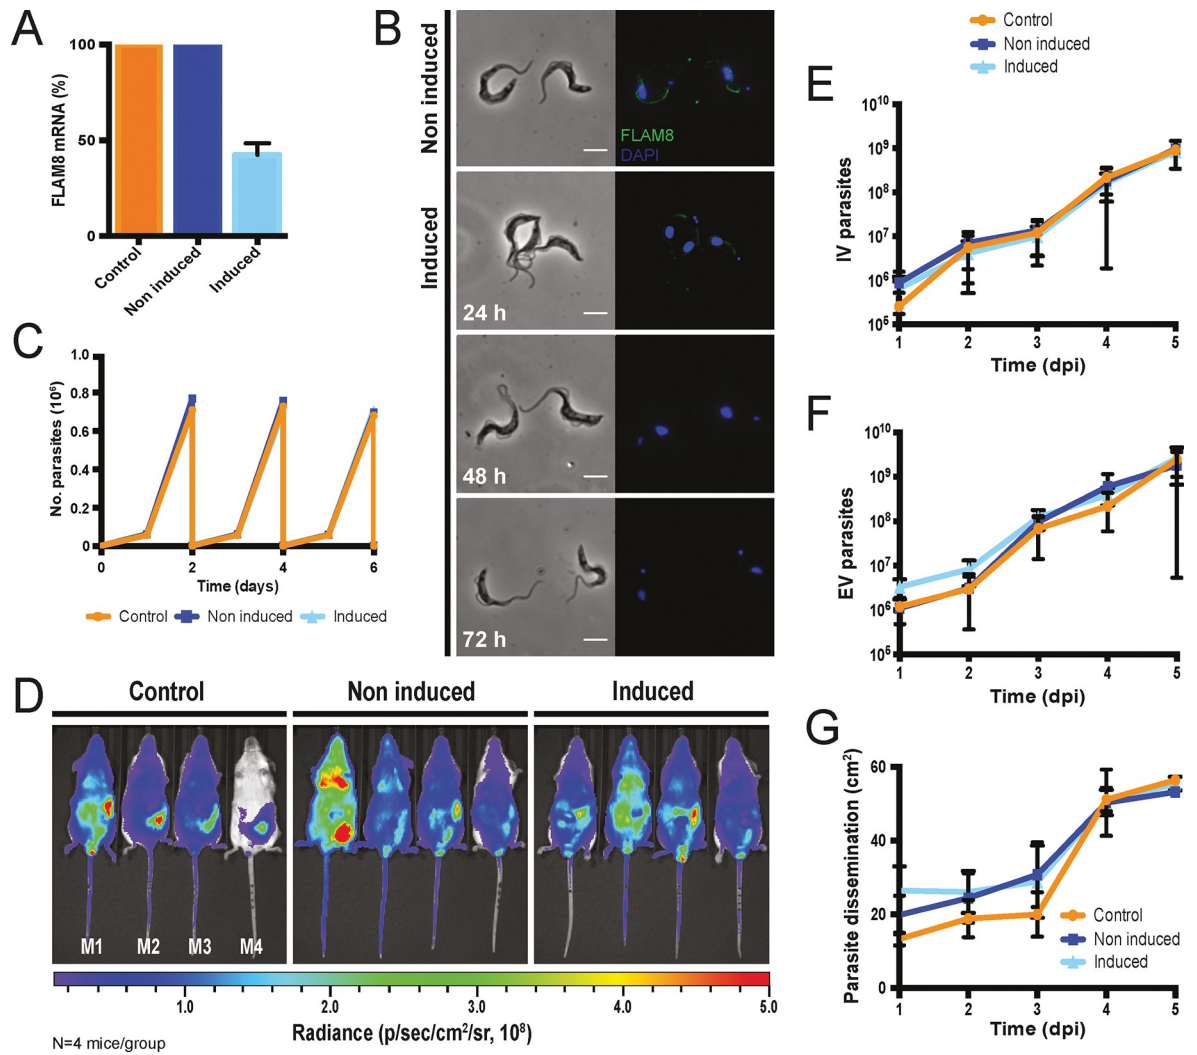 A
100
50
0
FLAM8 mRNA (%)
Control
Non induced
Induced
B
Non induced
Induced
FLAM8
DAPI
24 h
48 h
72 h
C
No. parasites (10⁶)
1.0
0.8
0.6
0.4
0.2
0
0 2 4 6
Time (days)
Control Non induced Induced
D
Control Non induced Induced
M1 M2 M3 M4
1.0 2.0 3.0 4.0 5.0
Radiance (p/sec/cm²/sr, 10⁸)
N=4 mice/group
Control
Non induced
Induced
E
IV parasites
10¹⁰
10⁹
10⁸
10⁷
10⁶
10⁵
1 2 3 4 5
Time (dpi)
F
EV parasites
10¹⁰
10⁹
10⁸
10⁷
10⁶
10⁵
1 2 3 4 5
Time (dpi)
G
Parasite dissemination (cm²)
60
40
20
0
Control
Non induced
Induced
1 2 3 4 5
Time (dpi)